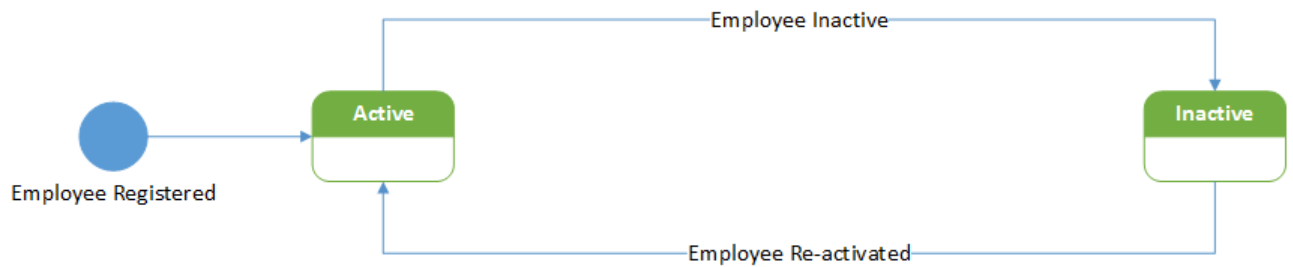 Employee Inactive
Active
Inactive
Employee Registered
Employee Re-activated